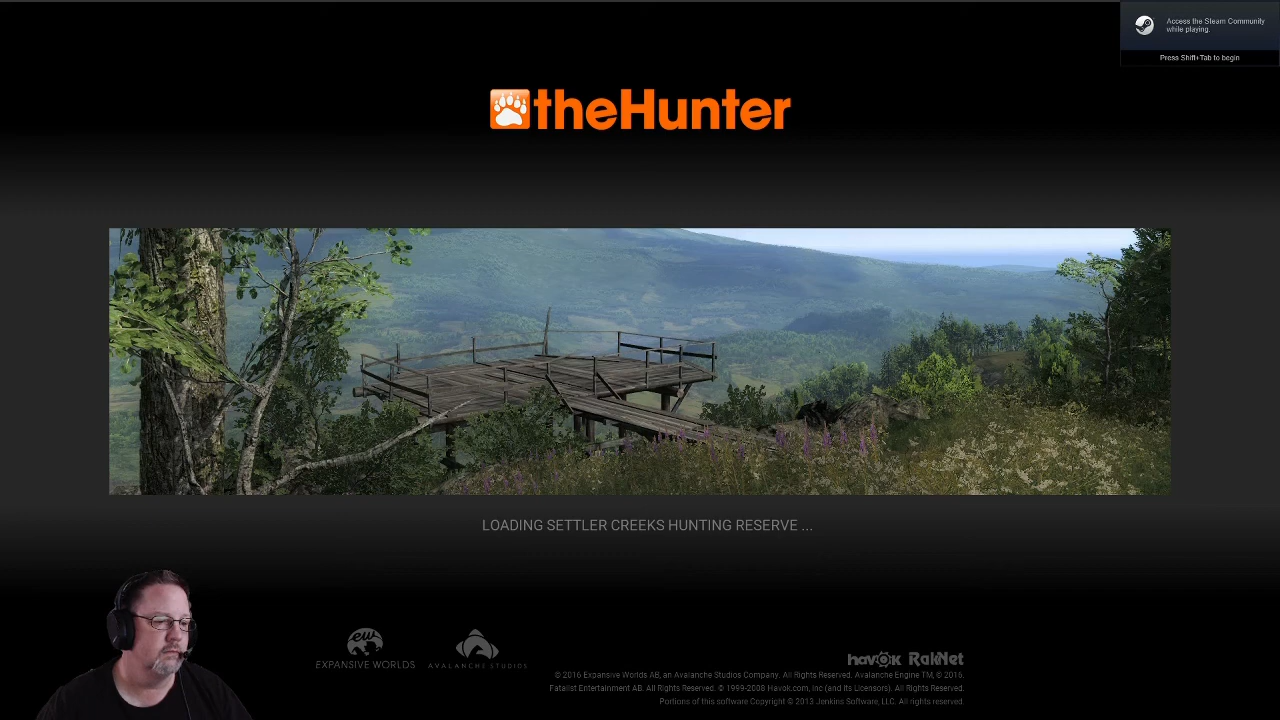 Access the Steam Community
while playing.
Press Shift+Tab to begin
theHunter
LOADING SETTLER CREEKS HUNTING RESERVE ...
ew
EXPANSIVE WORLDS
AVALANCHE STUDIOS
havok RakNet
© 2016 Expansive Worlds AB, an Avalanche Studios Company. All Rights Reserved. Avalanche Engine TM, © 2016.
Fatalist Entertainment AB. All Rights Reserved. © 1999-2008 Havok.com, Inc (and its Licensors). All Rights Reserved.
Portions of this software Copyright © 2013 Jenkins Software, LLC. All rights reserved.